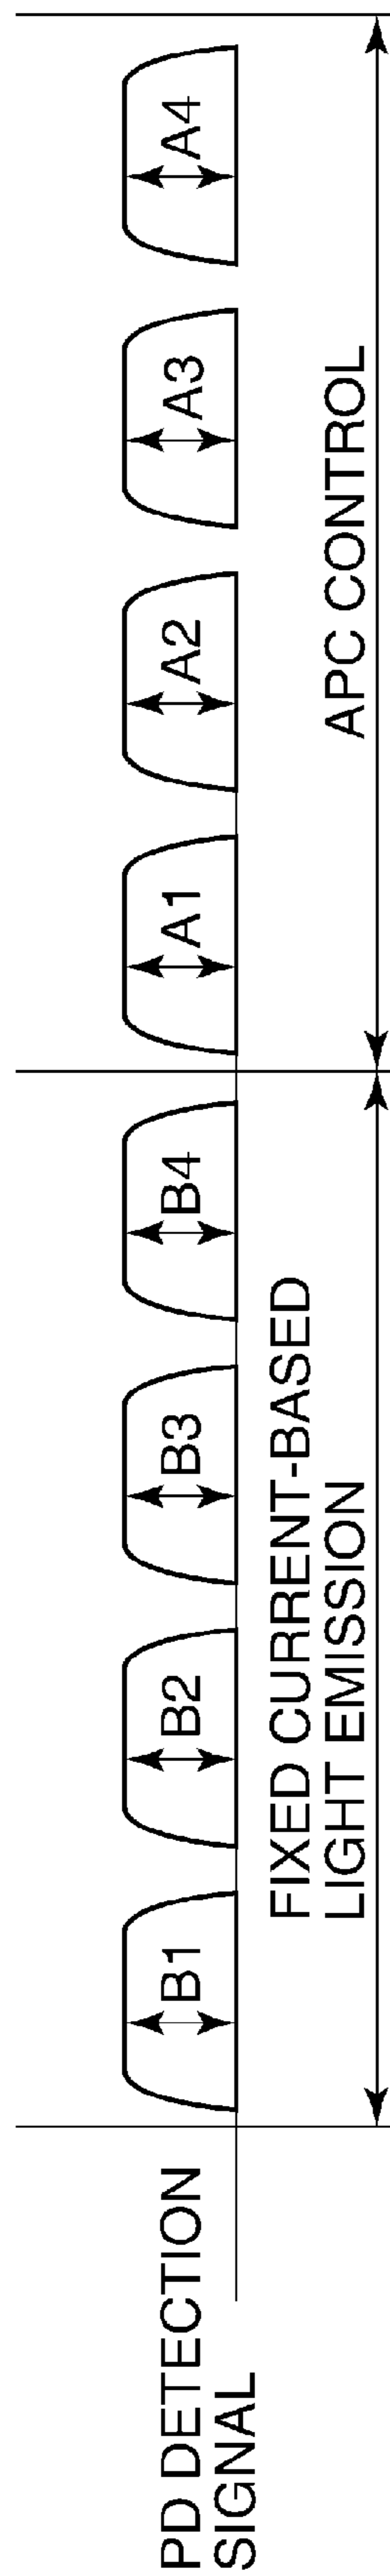 PD DETECTION
SIGNAL
B1
B2
B3
B4
A1
A2
A3
A4
FIXED CURRENT-BASED
LIGHT EMISSION
APC CONTROL